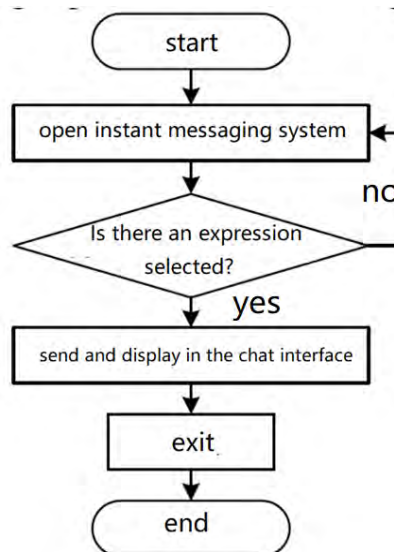 start
open instant messaging system
no
Is there an expression
selected?
yes
send and display in the chat interface
exit
end